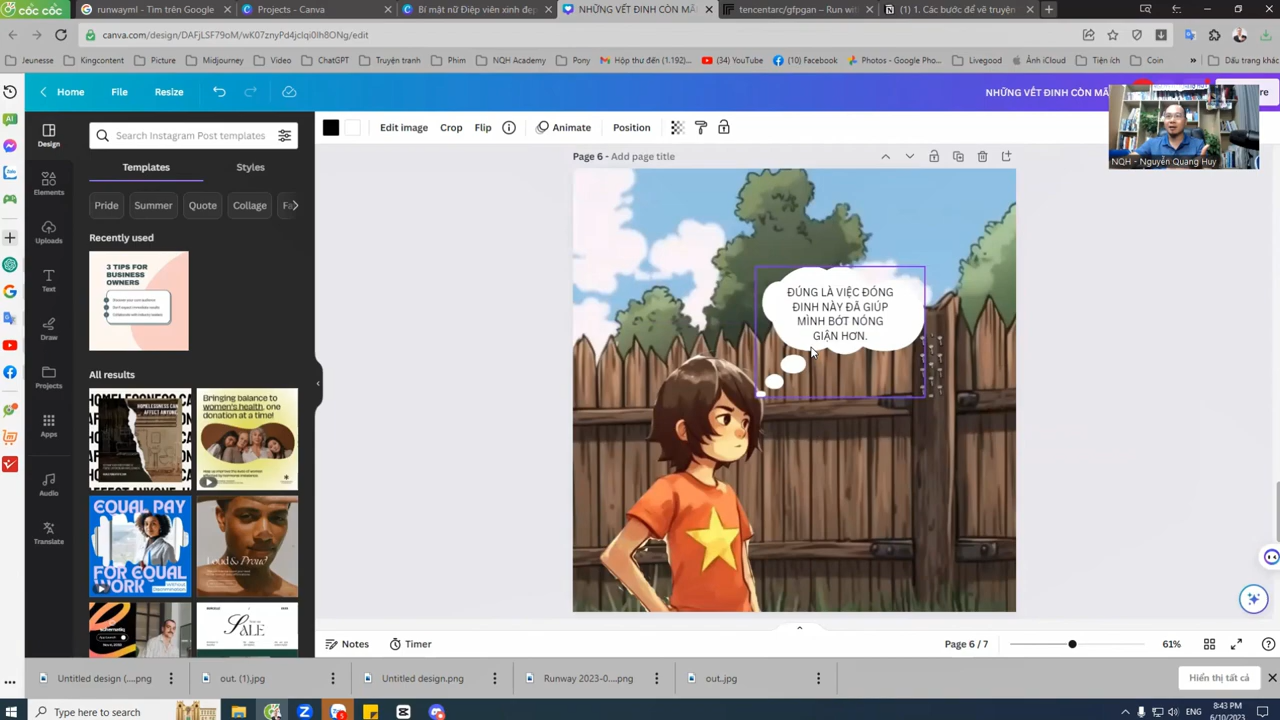 cốc cốc
runwayml - Tìm trên Google
Projects - Canva
Bí mật nữ Điệp viên xinh đẹp
NHỮNG VẾT ĐINH CÒN MÃ
tencentarc/gfpgan – Run with
(1) 1. Các bước để vẽ truyện
canva.com/design/DAFjLSF79oM/wK07znyPd4jclqi0lh8ONg/edit
Jeunesse
Kingcontent
Picture
Midjourney
Video
ChatGPT
Truyện tranh
Phim
NQH Academy
Pony
Hộp thư đến (1.192)...
(34) YouTube
(10) Facebook
Photos - Google Pho...
Livegood
Ảnh iCloud
Tiện ích
Coin
Dấu trang khác
Home
File
Resize
NHỮNG VẾT ĐINH CÒN MÃ
NQH - Nguyễn Quang Huy
Design
Elements
Uploads
Text
Draw
Projects
Apps
Audio
Translate
Search Instagram Post templates
Templates
Styles
Pride
Summer
Quote
Collage
Recently used
3 TIPS FOR
BUSINESS
OWNERS
All results
Bringing balance to
women's health, one
donation at a time!
EQUAL PAY
FOR EQUAL
WORK
Loud & Proud
SALE
Edit image
Crop
Flip
Animate
Position
Page 6 - Add page title
ĐÚNG LÀ VIỆC ĐÓNG
ĐINH NÀY ĐÃ GIÚP
MÌNH BỚT NÓNG
GIẬN HƠN.
Notes
Timer
Page 6 / 7
61%
Untitled design (....png
out. (1).jpg
Untitled design.png
Runway 2023-0....png
out.jpg
Hiển thị tất cả
Type here to search
ENG
8:43 PM
6/10/2023